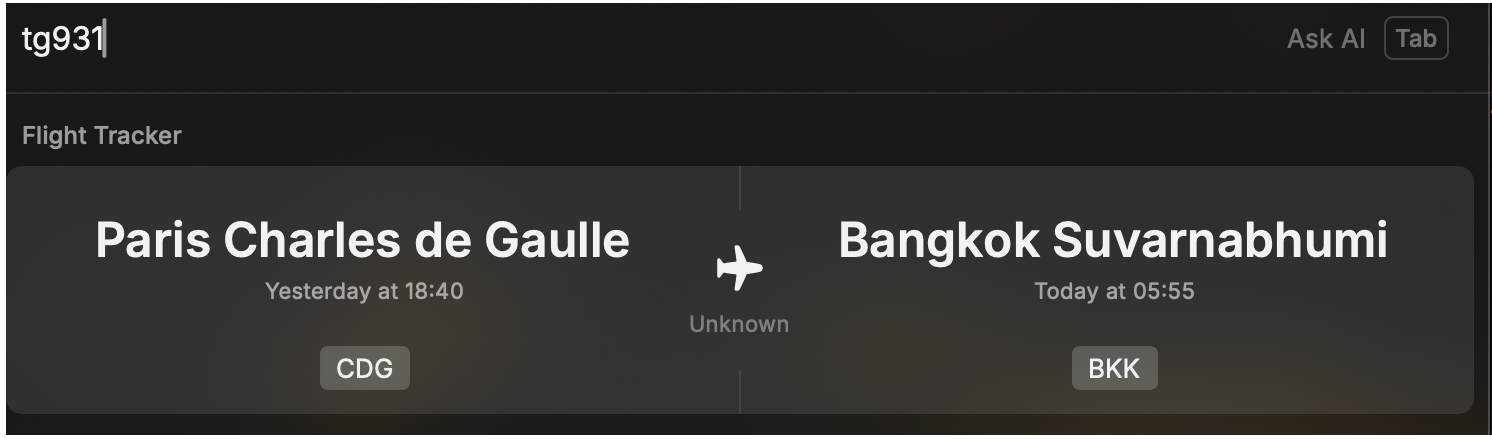 tg931
Ask AI Tab
Flight Tracker
Paris Charles de Gaulle
Yesterday at 18:40
CDG
Unknown
Bangkok Suvarnabhumi
Today at 05:55
BKK